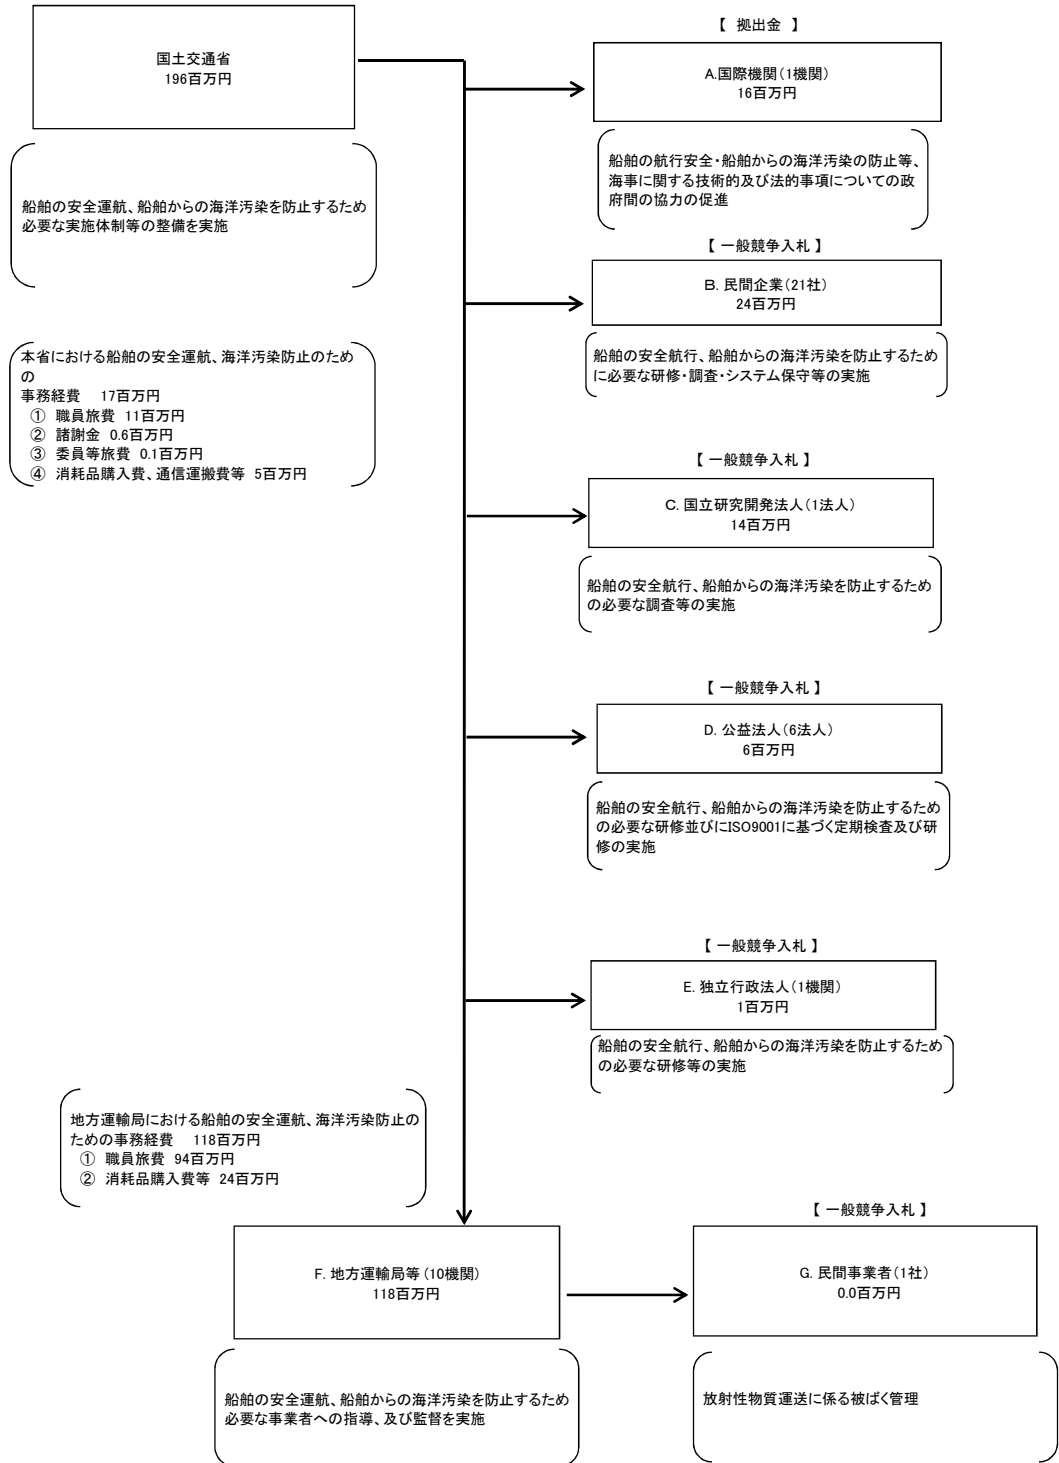 国土交通省
196百万円
船舶の安全運航、船舶からの海洋汚染を防止するため
必要な実施体制等の整備を実施
本省における船舶の安全運航、海洋汚染防止のため
の
事務経費　17百万円
① 職員旅費 11百万円
② 諸謝金 0.6百万円
③ 委員等旅費 0.1百万円
④ 消耗品購入費、通信運搬費等 5百万円
【 拠出金 】
A.国際機関(1機関)
16百万円
船舶の航行安全・船舶からの海洋汚染の防止等、
海事に関する技術的及び法的事項についての政
府間の協力の促進
【 一般競争入札 】
B. 民間企業(21社)
24百万円
船舶の安全航行、船舶からの海洋汚染を防止するため
に必要な研修・調査・システム保守等の実施
【 一般競争入札 】
C. 国立研究開発法人(1法人)
14百万円
船舶の安全航行、船舶からの海洋汚染を防止するため
の必要な調査等の実施
【 一般競争入札 】
D. 公益法人(6法人)
6百万円
船舶の安全航行、船舶からの海洋汚染を防止するため
の必要な研修並びにISO9001に基づく定期検査及び研
修の実施
【 一般競争入札 】
E. 独立行政法人(1機関)
1百万円
船舶の安全航行、船舶からの海洋汚染を防止するため
の必要な研修等の実施
地方運輸局における船舶の安全運航、海洋汚染防止の
ための事務経費　118百万円
① 職員旅費 94百万円
② 消耗品購入費等 24百万円
F. 地方運輸局等(10機関)
118百万円
船舶の安全運航、船舶からの海洋汚染を防止するため
必要な事業者への指導、及び監督を実施
【 一般競争入札 】
G. 民間事業者(1社)
0.0百万円
放射性物質運送に係る被ばく管理